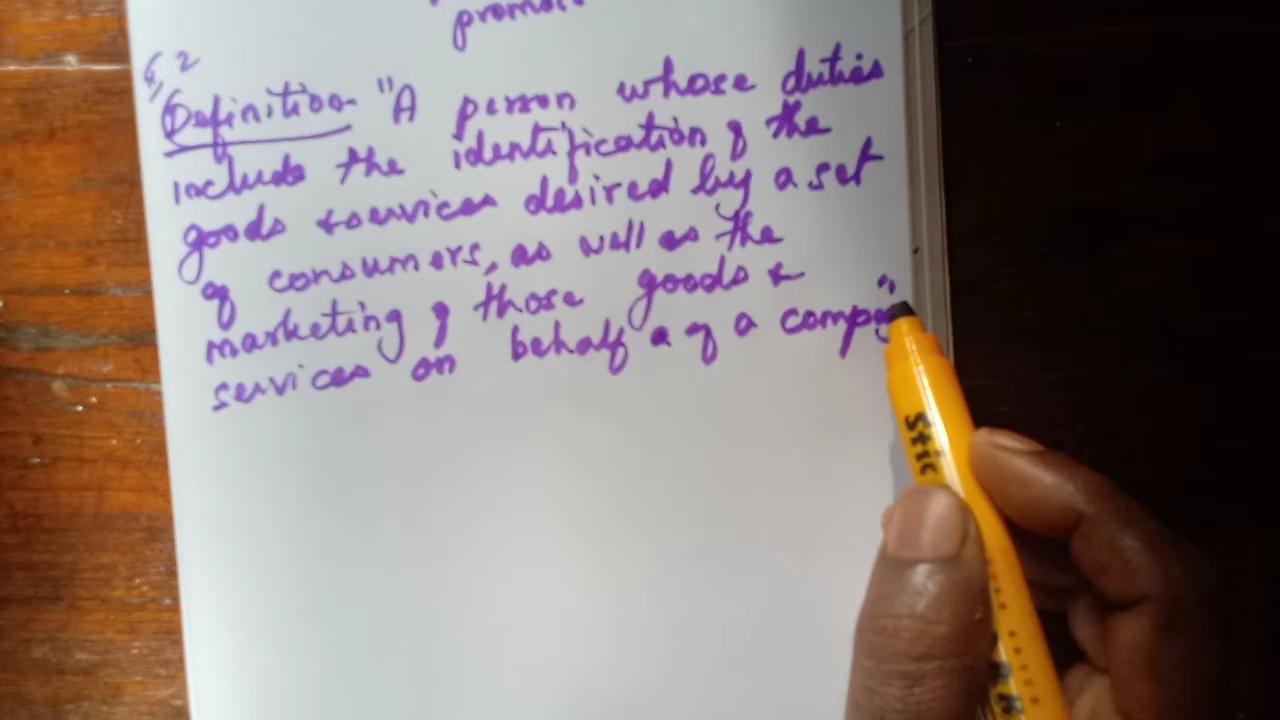 promot
5, 2
Definition- "A person whose duties
include the identification of the
goods & services desired by a set
of consumers, as well as the
marketing of those goods &
services on behalf a of a compa"
Stic